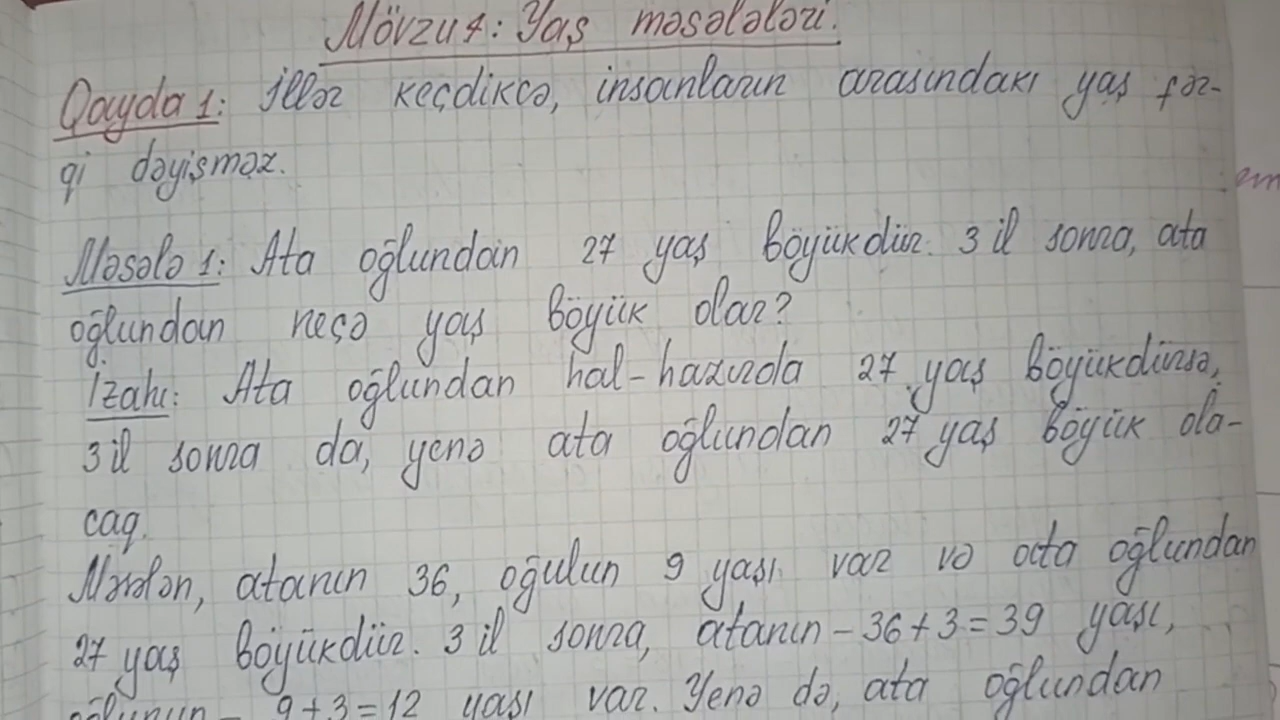 Mövzu 4: Yaş məsələləri.
Qayda 1: İllər keçdikcə, insanların arasındakı yaş fər-
qi dəyişməz.
Məsələ 1: Ata oğlundan 27 yaş böyükdür. 3 il sonra, ata
oğlundan neçə yaş böyük olar?
İzahı: Ata oğlundan hal-hazırda 27 yaş böyükdürsə,
3 il sonra da, yenə ata oğlundan 27 yaş böyük ola-
caq.
Məsələn, atanın 36, oğulun 9 yaşı var və ata oğlundan
27 yaş böyükdür. 3 il sonra, atanın - 36+3=39 yaşı,
oğlunun - 9+3=12 yaşı var. Yenə də, ata oğlundan